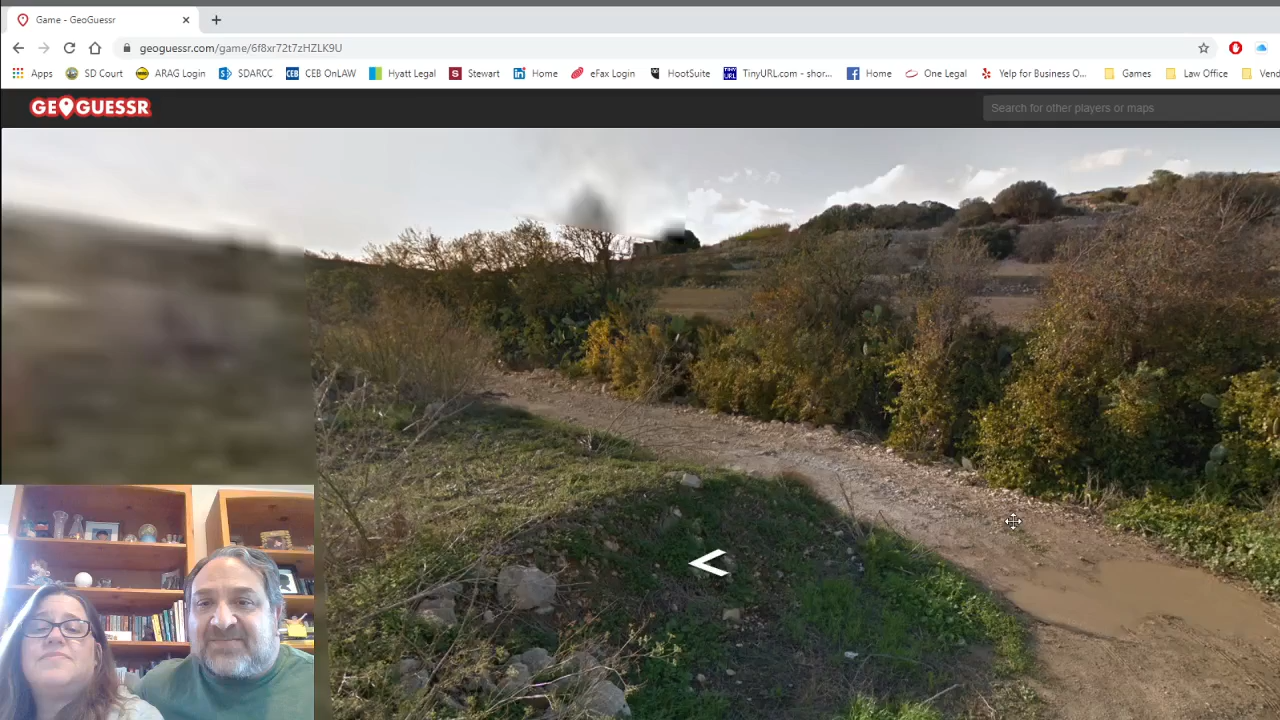 Game - GeoGuessr
geoguessr.com/game/6f8xr72t7zHZLK9U
Apps SD Court ARAG Login SDARCC CEB OnLAW Hyatt Legal Stewart Home eFax Login HootSuite TinyURL.com - shor... Home One Legal Yelp for Business O... Games Law Office Vend
GEOGUESSR
Search for other players or maps